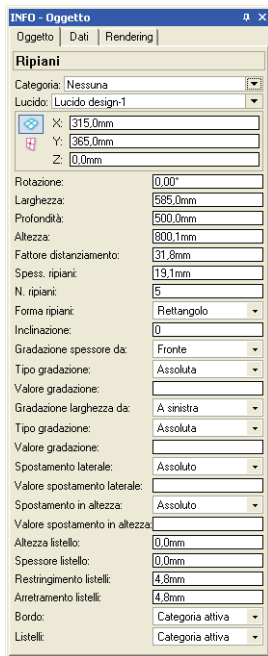 INFO - Oggetto
Oggetto Dati Rendering
Ripiani
Categoria: Nessuna
Lucido: Lucido design-1
X: 315,0mm
Y: 365,0mm
Z: 0,0mm
Rotazione: 0,00°
Larghezza: 585,0mm
Profondità: 500,0mm
Altezza: 800,1mm
Fattore distanziamento: 31,8mm
Spess. ripiani: 19,1mm
N. ripiani: 5
Forma ripiani: Rettangolo
Inclinazione: 0
Gradazione spessore da: Fronte
Tipo gradazione: Assoluta
Valore gradazione:
Gradazione larghezza da: A sinistra
Tipo gradazione: Assoluta
Valore gradazione:
Spostamento laterale: Assoluto
Valore spostamento laterale:
Spostamento in altezza: Assoluto
Valore spostamento in altezza:
Altezza listello: 0,0mm
Spessore listello: 0,0mm
Restringimento listelli: 4,8mm
Arretramento listelli: 4,8mm
Bordo: Categoria attiva
Listelli: Categoria attiva